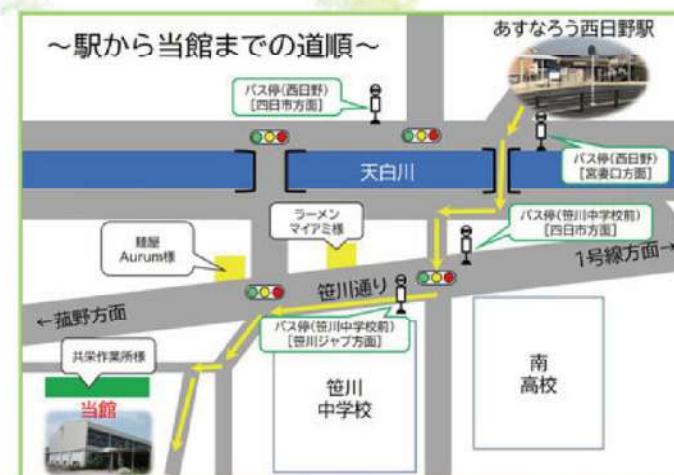 ～駅から当館までの道順～
あすなろう西日野駅
バス停(西日野)
[四日市方面]
バス停(西日野)
[宮妻口方面]
天白川
ラーメン
マイアミ様
バス停(笹川中学校前)
[四日市方面]
麺屋
Aurum様
1号線方面→
笹川通り
←菰野方面
バス停(笹川中学校前)
[笹川ジャブ方面]
共栄作業所様
当館
笹川
中学校
南
高校